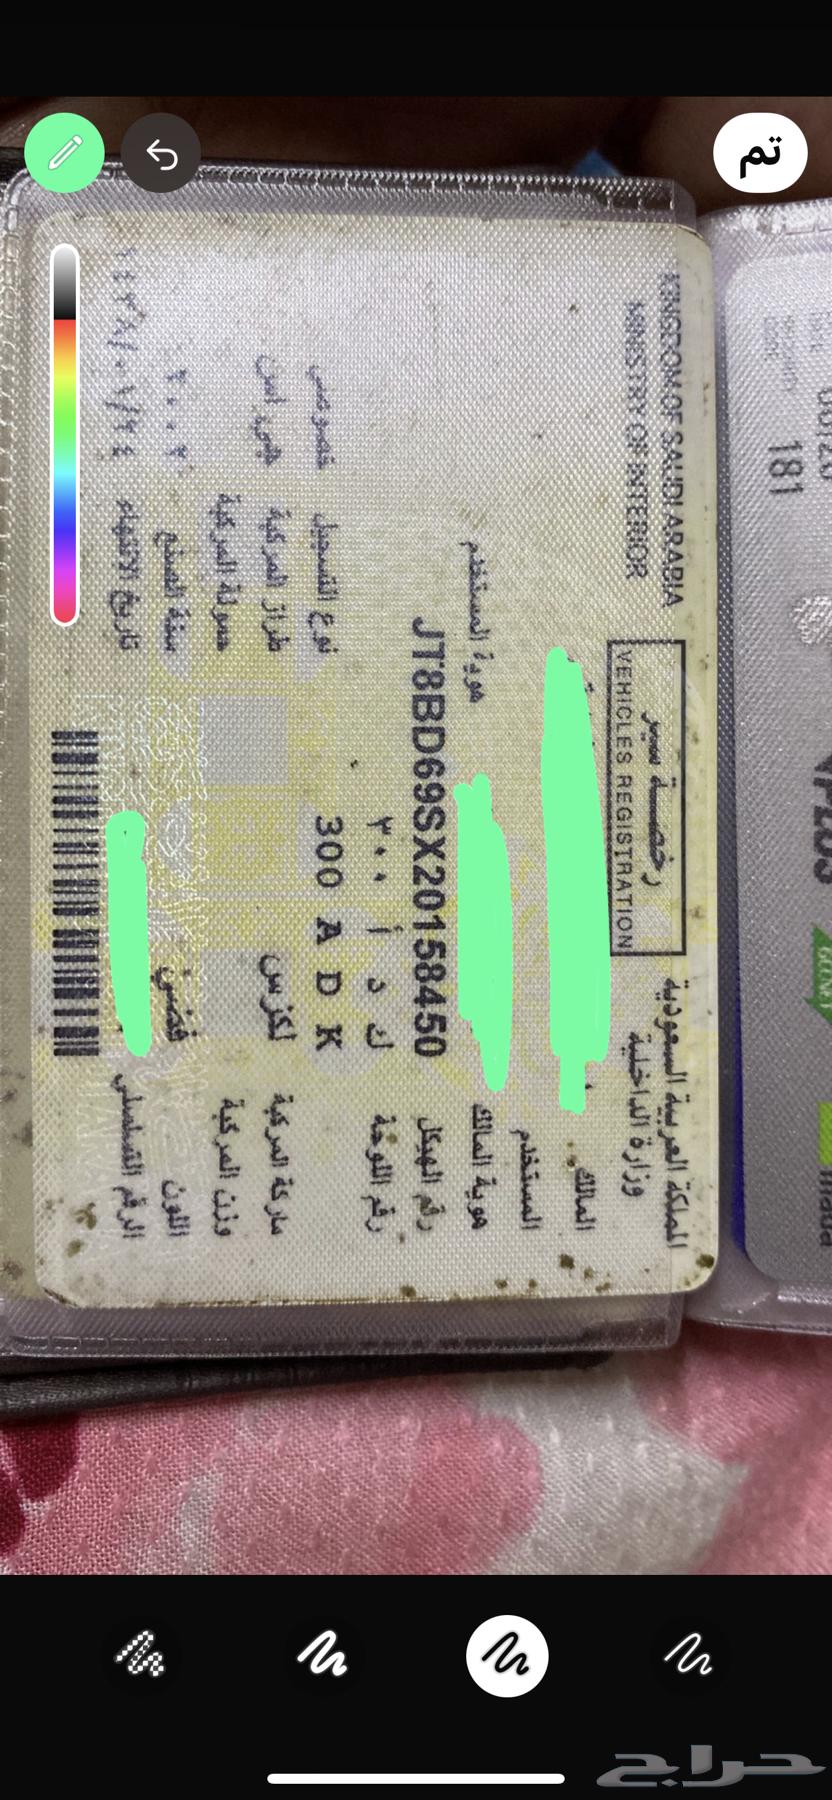 تم
KINGDOM OF SAUDI ARABIA
MINISTRY OF INTERIOR
رخصة سير
VEHICLES REGISTRATION
المملكة العربية السعودية
وزارة الداخلية
المالك
المستخدم
هوية المالك
هوية المستخدم
رقم الهيكل JT8BD69SX20158450
رقم اللوحة ٣٠٠ أ د ك
300 A D K
نوع التسجيل خصوصي
ماركة المركبة لكزس
طراز المركبة جي اس
وزن المركبة
حمولة المركبة
اللون فضي
سنة الصنع ٢٠٠٢
الرقم التسلسلي
تاريخ الانتهاء
181
حراج